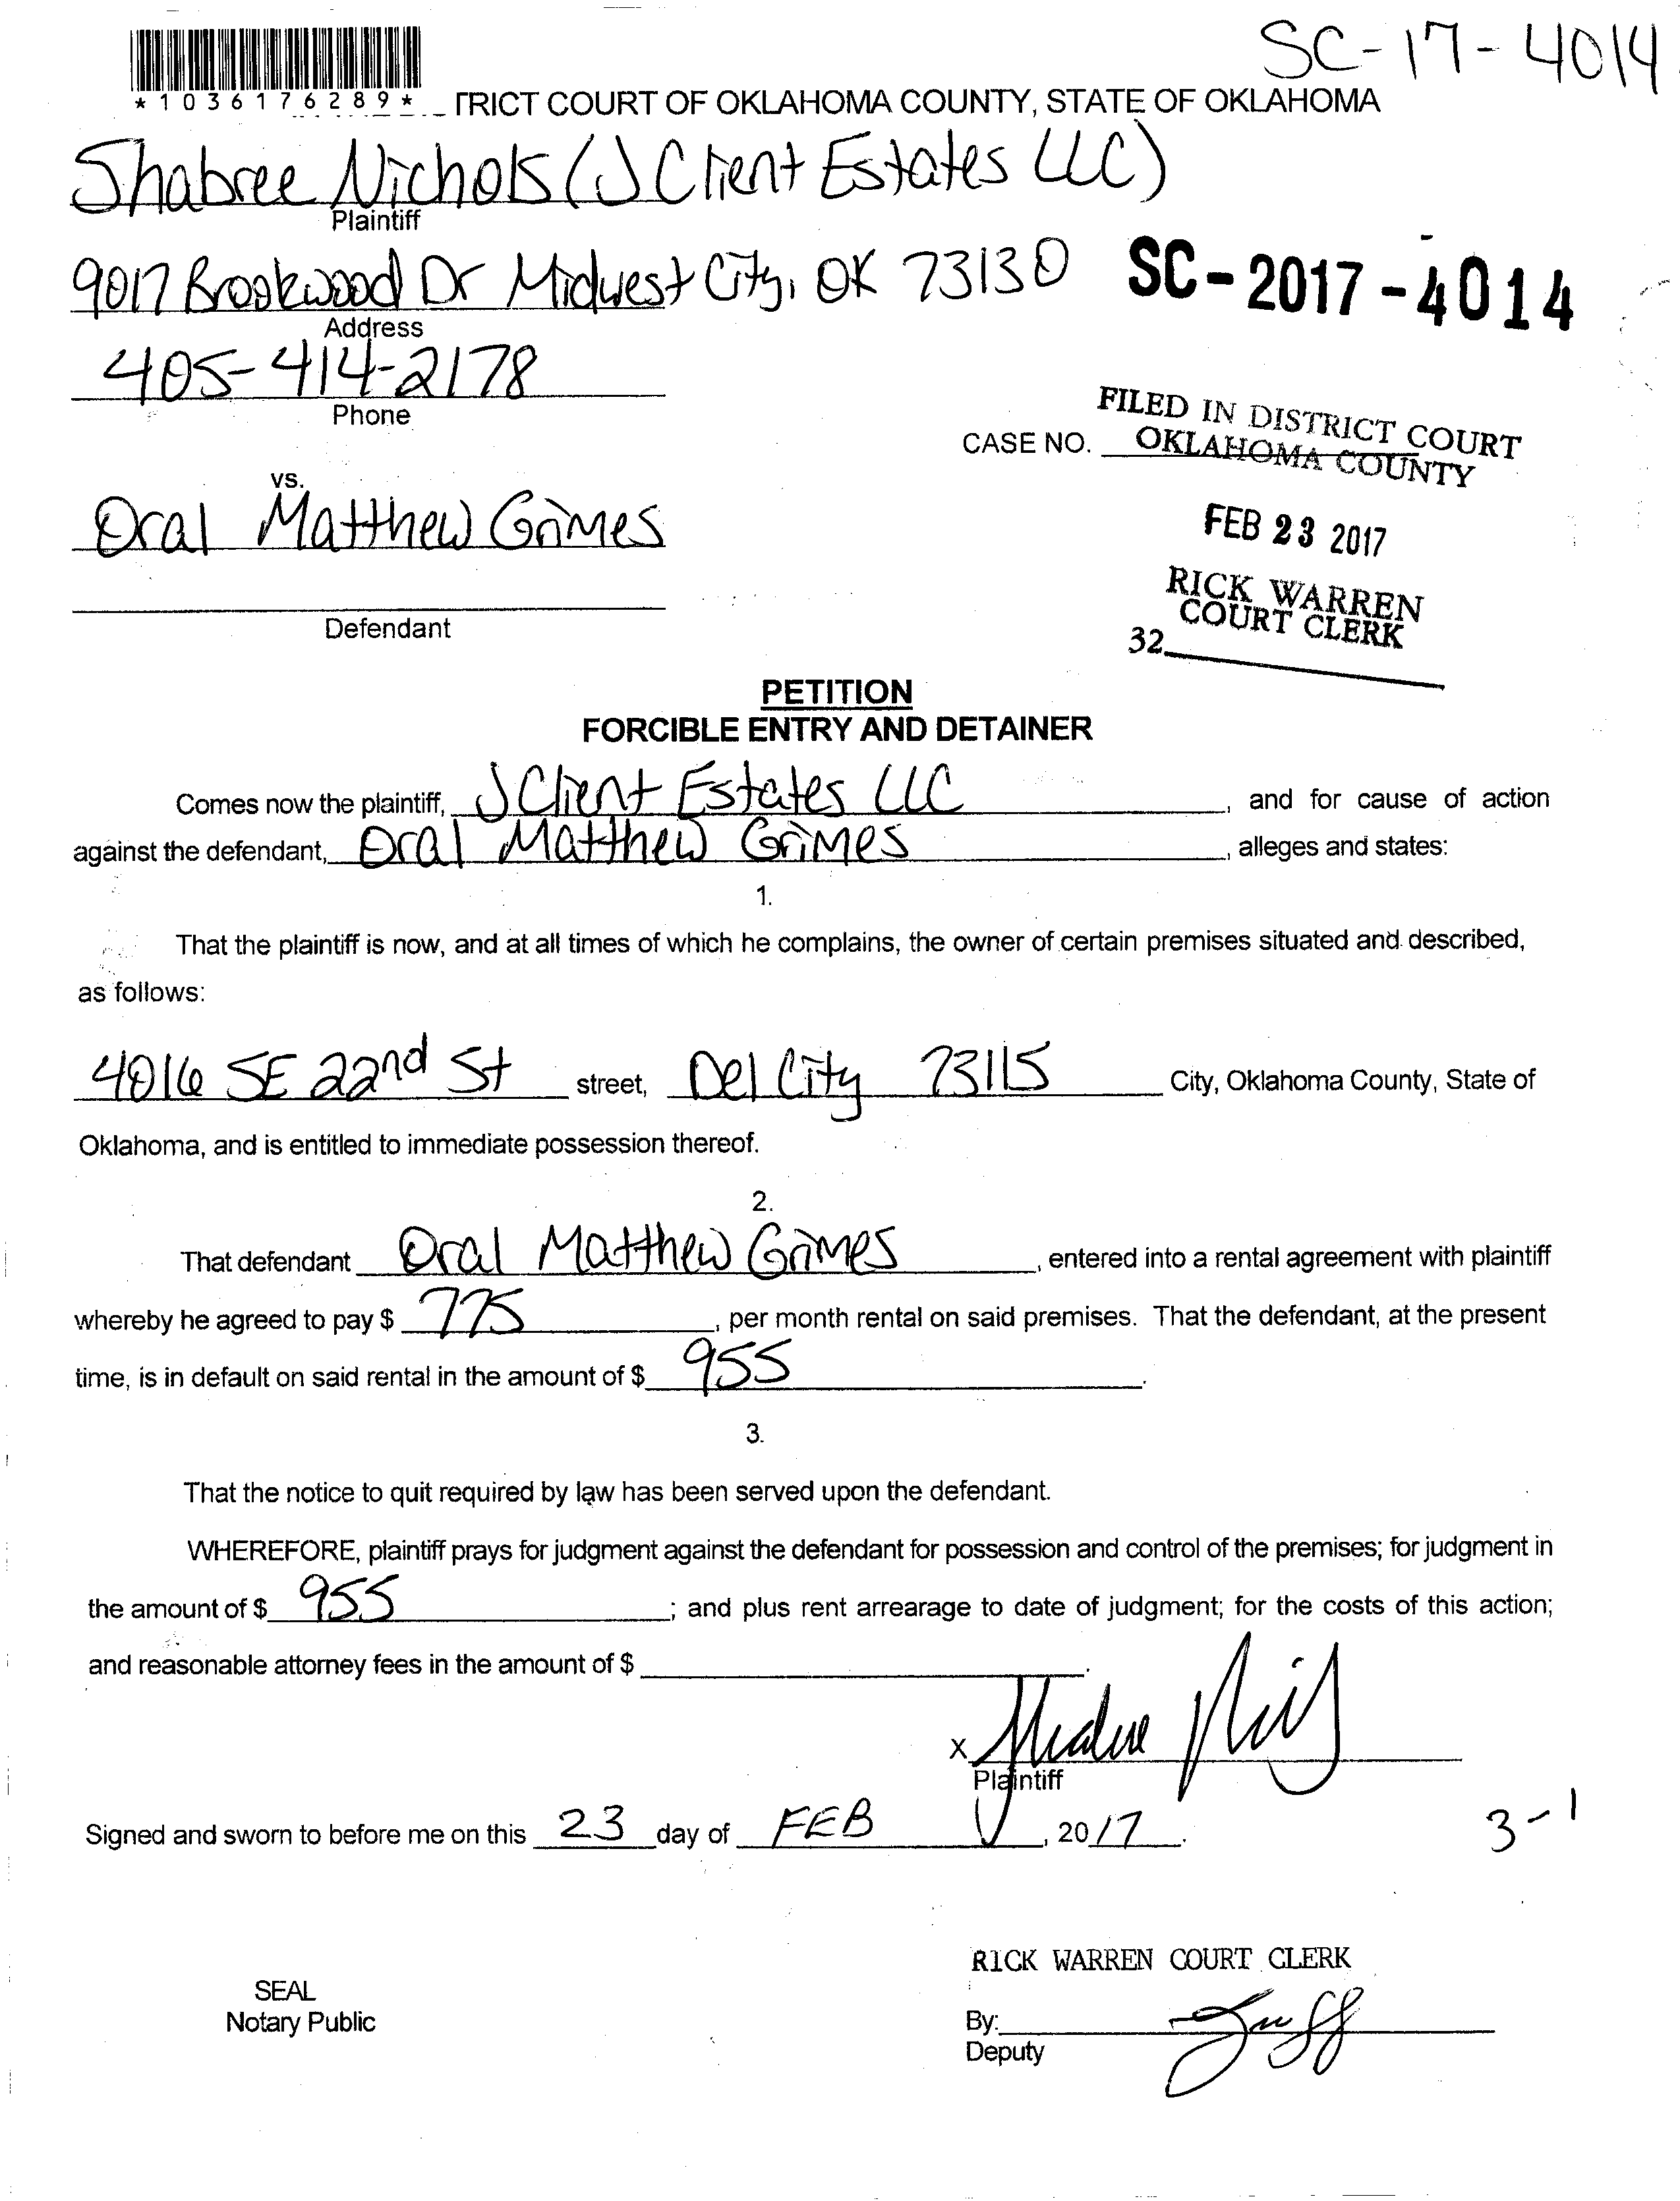 SC-17-4014
*1036176289*
TRICT COURT OF OKLAHOMA COUNTY, STATE OF OKLAHOMA
Shabree Nichols (J Client Estates LLC)
Plaintiff
9017 Brookwood Dr Midwest City, OK 73130
SC-2017-4014
Address
405-414-2178
Phone
FILED IN DISTRICT COURT
CASE NO. OKLAHOMA COUNTY
vs.
Oral Matthew Grimes
FEB 23 2017
RICK WARREN
COURT CLERK
Defendant
32
PETITION
FORCIBLE ENTRY AND DETAINER
Comes now the plaintiff, J Client Estates LLC, and for cause of action
against the defendant, Oral Matthew Grimes, alleges and states:
1.
That the plaintiff is now, and at all times of which he complains, the owner of certain premises situated and described,
as follows:
4016 SE 22nd St street, Del City 73115 City, Oklahoma County, State of
Oklahoma, and is entitled to immediate possession thereof.
2.
That defendant Oral Matthew Grimes, entered into a rental agreement with plaintiff
whereby he agreed to pay $ 775, per month rental on said premises. That the defendant, at the present
time, is in default on said rental in the amount of $ 955.
3.
That the notice to quit required by law has been served upon the defendant.
WHEREFORE, plaintiff prays for judgment against the defendant for possession and control of the premises; for judgment in
the amount of $ 955; and plus rent arrearage to date of judgment; for the costs of this action;
and reasonable attorney fees in the amount of $ .
X
Plaintiff
Signed and sworn to before me on this 23 day of FEB, 2017.
3-1
RICK WARREN COURT CLERK
SEAL
Notary Public
By:
Deputy